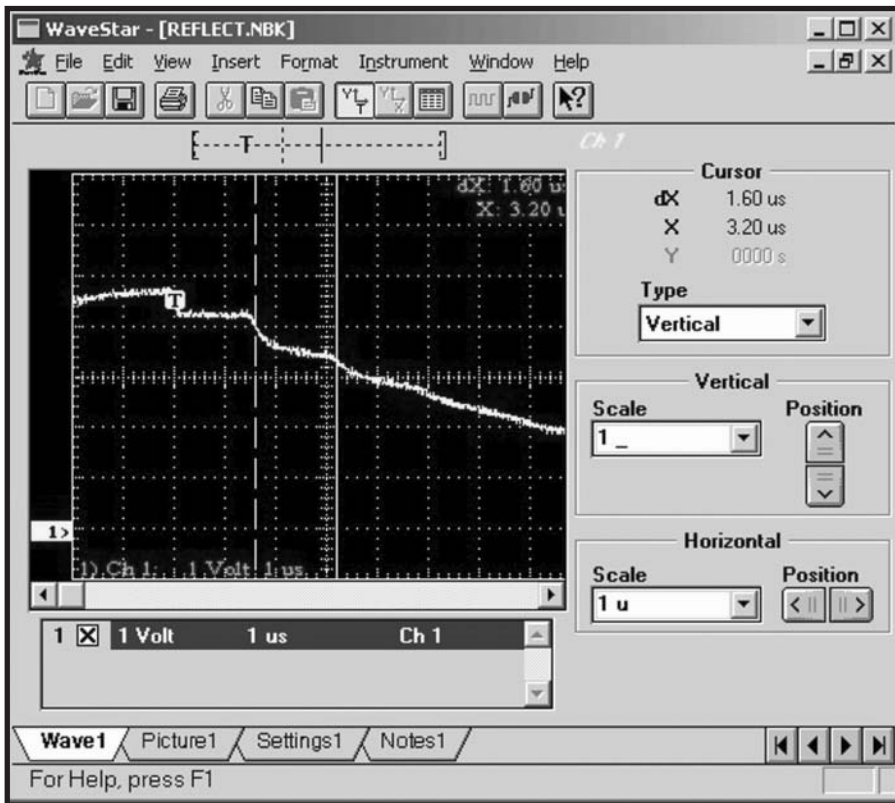 WaveStar - [REFLECT.NBK]
File Edit View Insert Format Instrument Window Help
T
Ch 1
dX: 1.60 us
X: 3.20 u
T
1>
1) Ch 1: 1 Volt 1 us
Cursor
dX 1.60 us
X 3.20 us
Y 0000 s
Type
Vertical
Vertical
Scale
Position
1 _
Horizontal
Scale
Position
1 u
1 1 Volt 1 us Ch 1
Wave1 Picture1 Settings1 Notes1
For Help, press F1